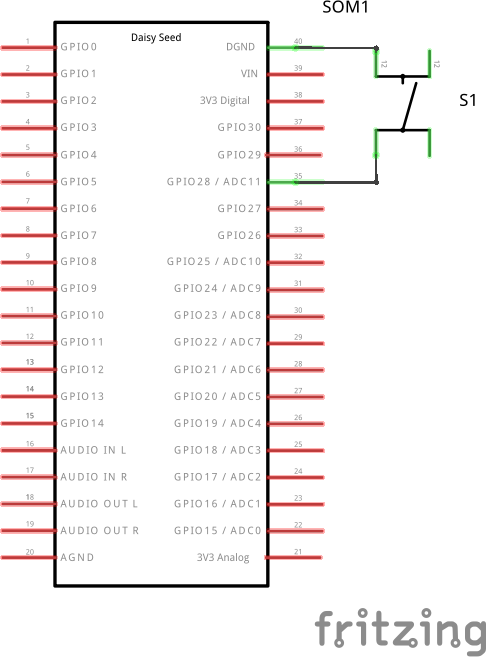 SOM1
Daisy Seed
1 GPIO0 DGND 40
2 GPIO1 VIN 39
3 GPIO2 3V3 Digital 38
4 GPIO3 GPIO30 37
5 GPIO4 GPIO29 36
6 GPIO5 GPIO28 / ADC11 35
7 GPIO6 GPIO27 34
8 GPIO7 GPIO26 33
9 GPIO8 GPIO25 / ADC10 32
10 GPIO9 GPIO24 / ADC9 31
11 GPIO10 GPIO23 / ADC8 30
12 GPIO11 GPIO22 / ADC7 29
13 GPIO12 GPIO21 / ADC6 28
14 GPIO13 GPIO20 / ADC5 27
15 GPIO14 GPIO19 / ADC4 26
16 AUDIO IN L GPIO18 / ADC3 25
17 AUDIO IN R GPIO17 / ADC2 24
18 AUDIO OUT L GPIO16 / ADC1 23
19 AUDIO OUT R GPIO15 / ADC0 22
20 AGND 3V3 Analog 21
12
12
S1
fritzing